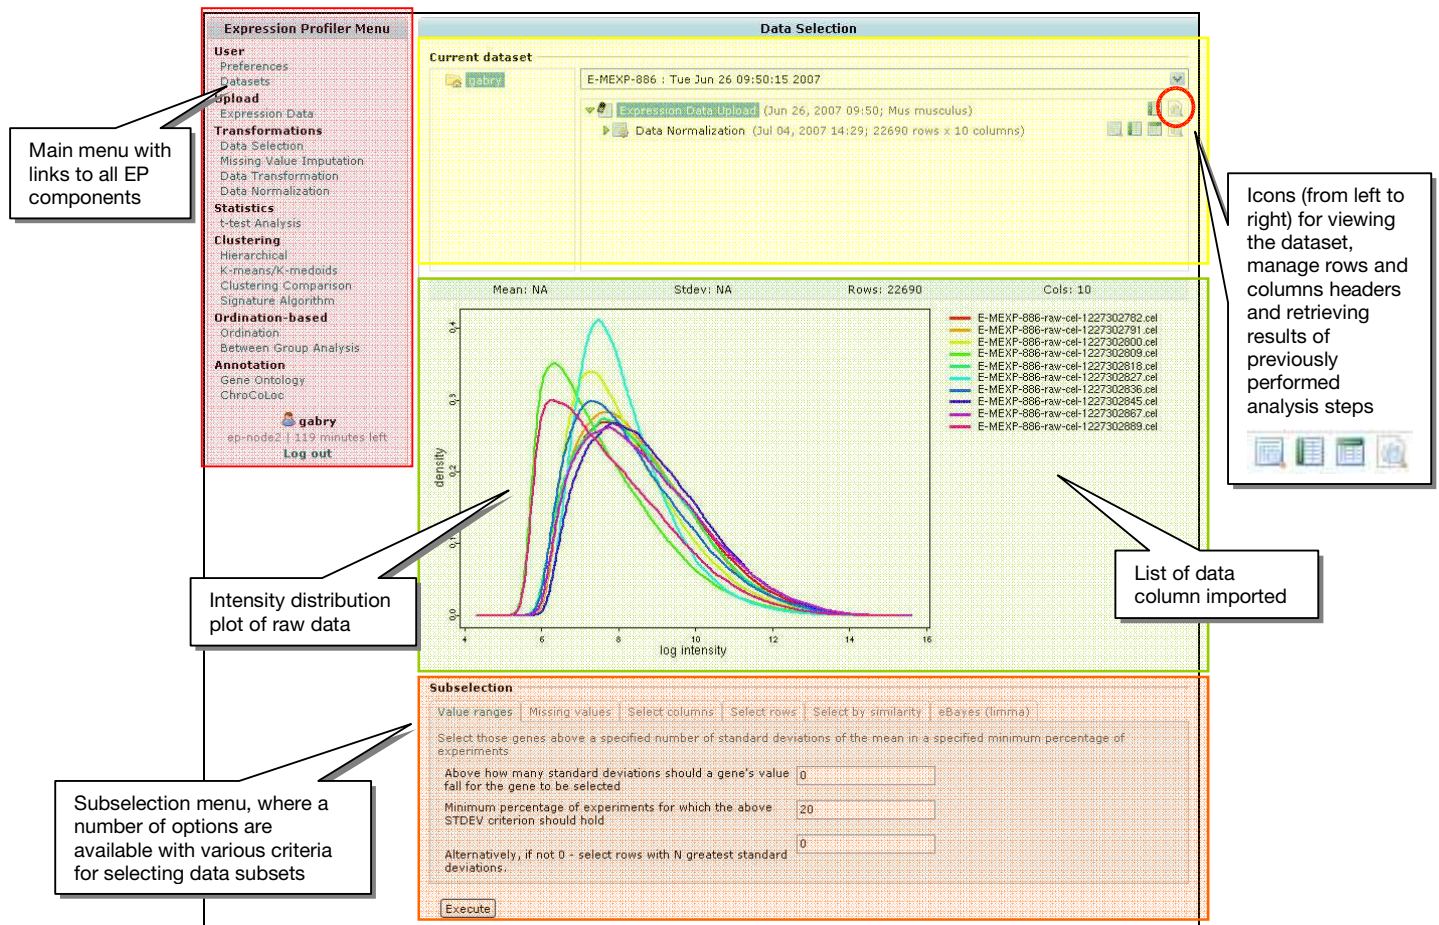 Expression Profiler Menu
User
Preferences
Datasets
Upload
Expression Data
Transformations
Data Selection
Missing Value Imputation
Data Transformation
Data Normalization
Statistics
t-test Analysis
Clustering
Hierarchical
K-means/K-medoids
Clustering Comparison
Signature Algorithm
Ordination-based
Ordination
Between Group Analysis
Annotation
Gene Ontology
ChroCoLoc
gabry
ep-node2 | 119 minutes left
Log out
Main menu with
links to all EP
components
Data Selection
Current dataset
gabry
E-MEXP-886 : Tue Jun 26 09:50:15 2007
Expression Data Upload (Jun 26, 2007 09:50; Mus musculus)
Data Normalization (Jul 04, 2007 14:29; 22690 rows x 10 columns)
Icons (from left to
right) for viewing
the dataset,
manage rows and
columns headers
and retrieving
results of
previously
performed
analysis steps
Mean: NA Stdev: NA Rows: 22690 Cols: 10
E-MEXP-886-raw-cel-1227302782.cel
E-MEXP-886-raw-cel-1227302791.cel
E-MEXP-886-raw-cel-1227302800.cel
E-MEXP-886-raw-cel-1227302809.cel
E-MEXP-886-raw-cel-1227302818.cel
E-MEXP-886-raw-cel-1227302827.cel
E-MEXP-886-raw-cel-1227302836.cel
E-MEXP-886-raw-cel-1227302845.cel
E-MEXP-886-raw-cel-1227302867.cel
E-MEXP-886-raw-cel-1227302889.cel
density
0.4
0.3
0.2
0.1
0.0
4 6 8 10 12 14 16
log intensity
Intensity distribution
plot of raw data
List of data
column imported
Subselection
Value ranges Missing values Select columns Select rows Select by similarity eBayes (limma)
Select those genes above a specified number of standard deviations of the mean in a specified minimum percentage of
experiments
Above how many standard deviations should a gene's value
fall for the gene to be selected
0
Minimum percentage of experiments for which the above
STDEV criterion should hold
20
Alternatively, if not 0 - select rows with N greatest standard
deviations.
0
Execute
Subselection menu, where a
number of options are
available with various criteria
for selecting data subsets